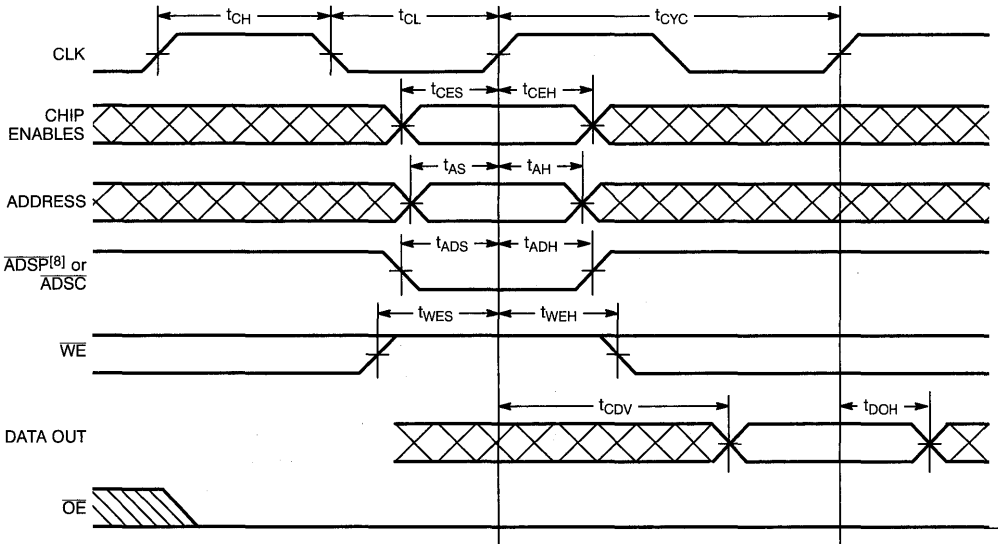 tCH tCL tCYC
CLK
tCES tCEH
CHIP
ENABLES
tAS tAH
ADDRESS
tADS tADH
ADSP[8] or
ADSC
tWES tWEH
WE
tCDV tDOH
DATA OUT
OE